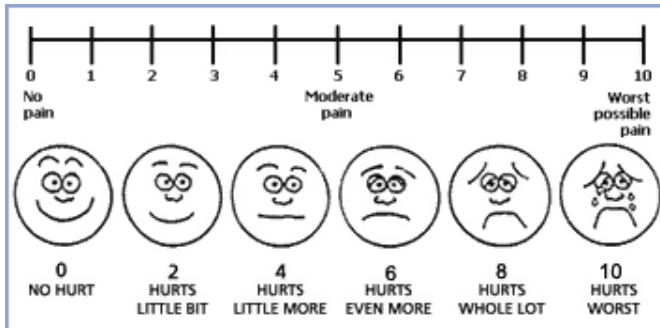 0 1 2 3 4 5 6 7 8 9 10
No Moderate Worst
pain pain possible
pain
0 2 4 6 8 10
NO HURT HURTS HURTS HURTS HURTS HURTS
LITTLE BIT LITTLE MORE EVEN MORE WHOLE LOT WORST